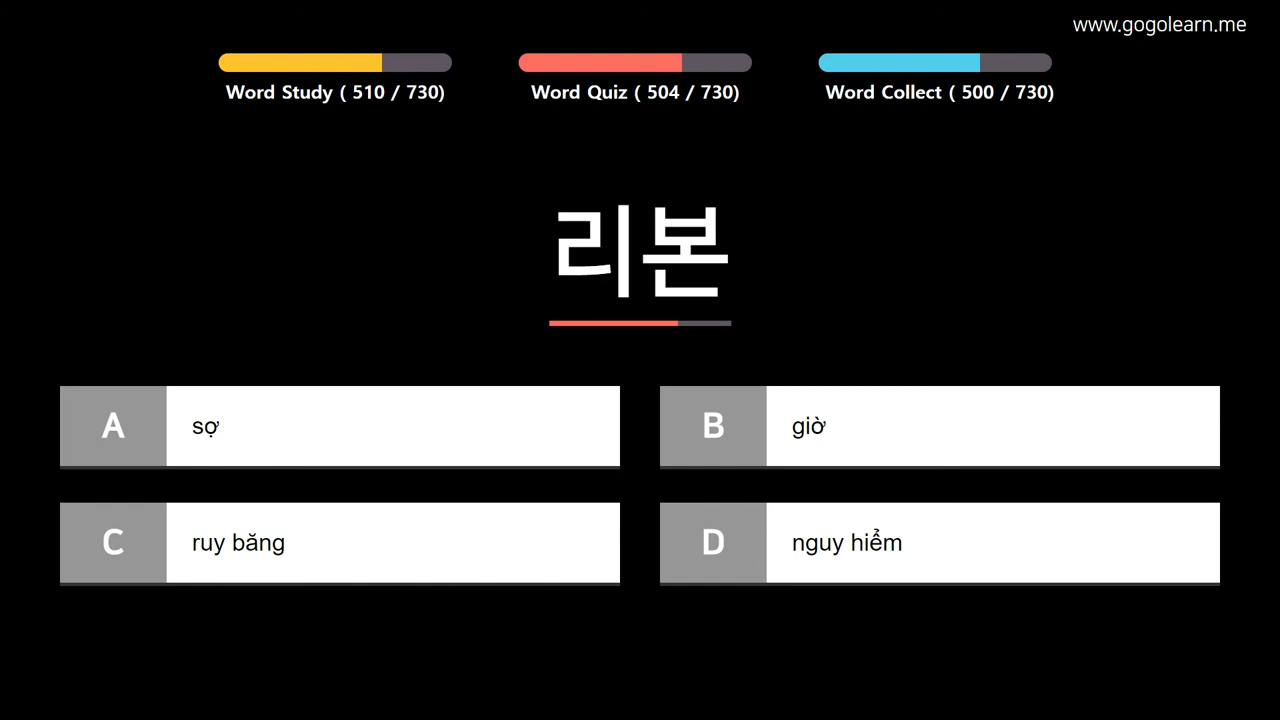 www.gogolearn.me
Word Study ( 510 / 730)
Word Quiz ( 504 / 730)
Word Collect ( 500 / 730)
리본
A sợ
B giờ
C ruy băng
D nguy hiểm